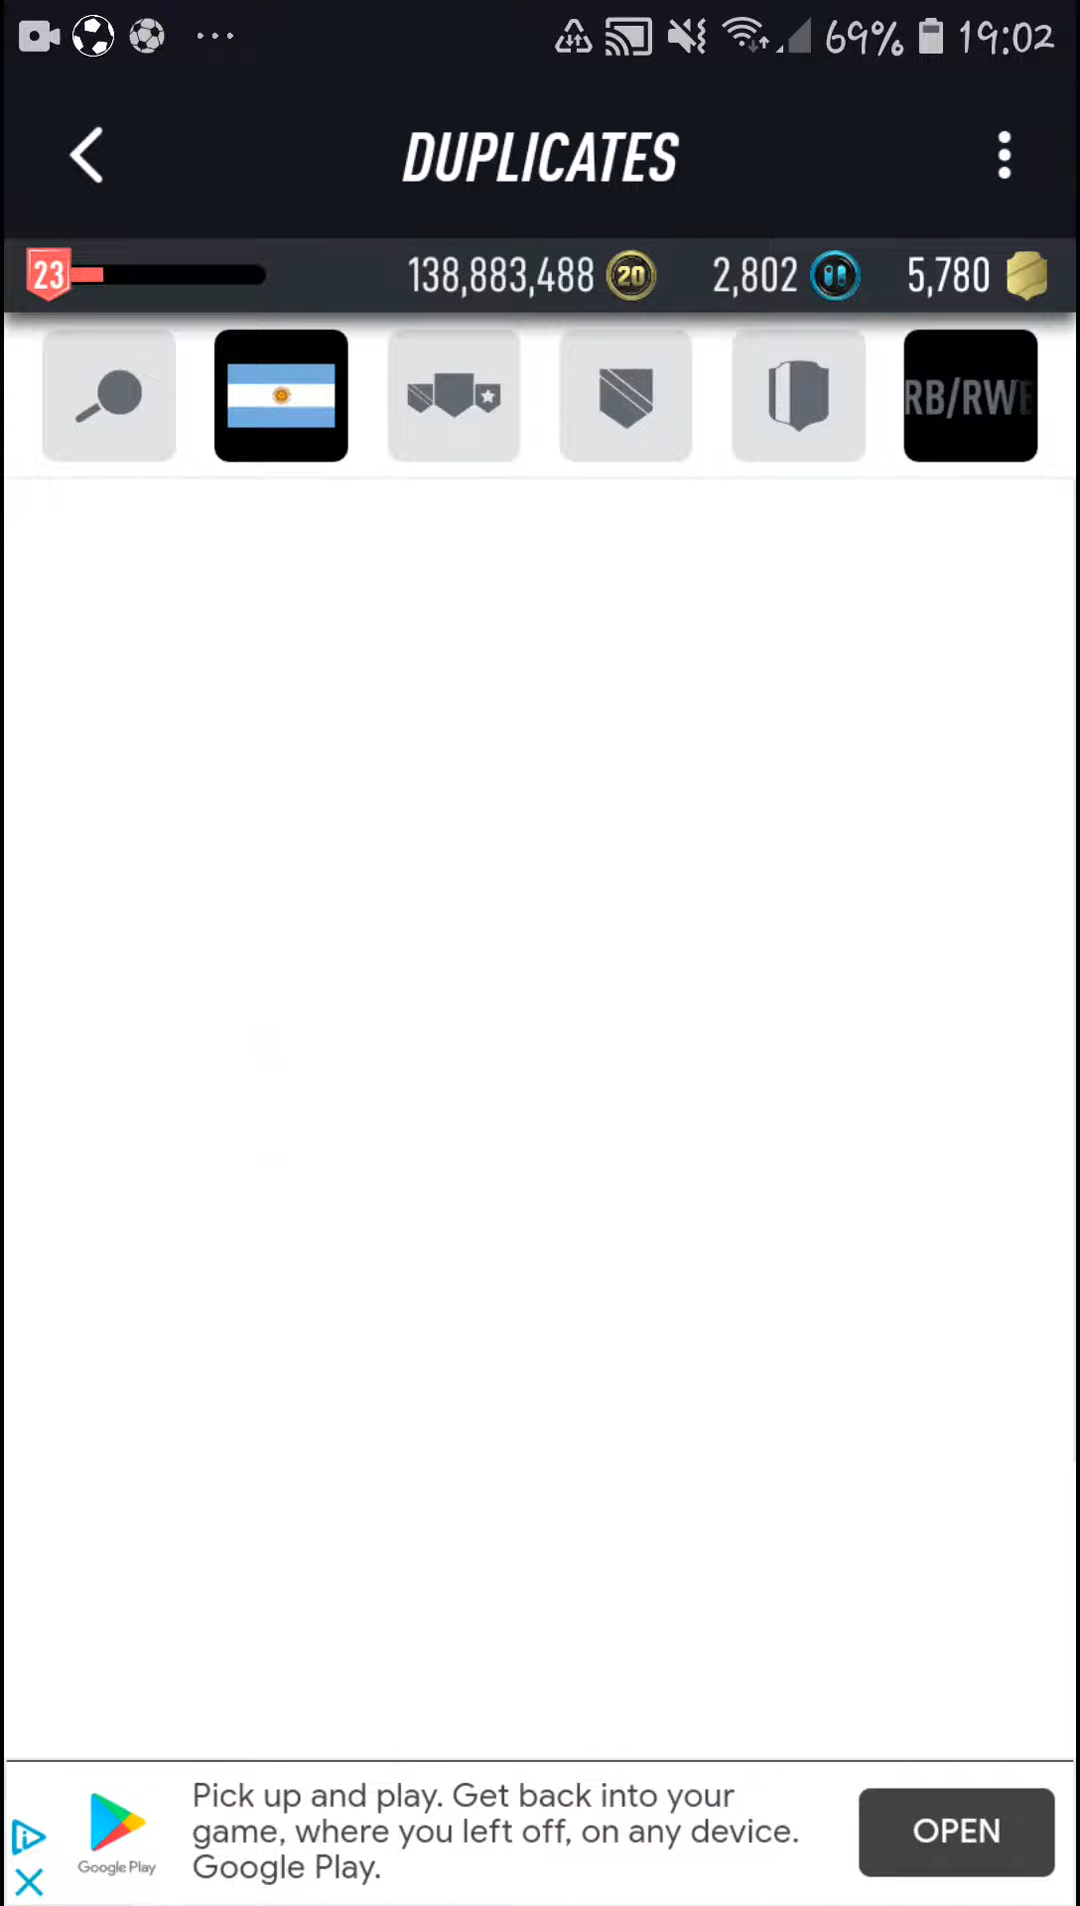 69% 19:02
DUPLICATES
23 138,883,488 20 2,802 5,780
RB/RWB
Pick up and play. Get back into your
game, where you left off, on any device.
Google Play.
Google Play
OPEN